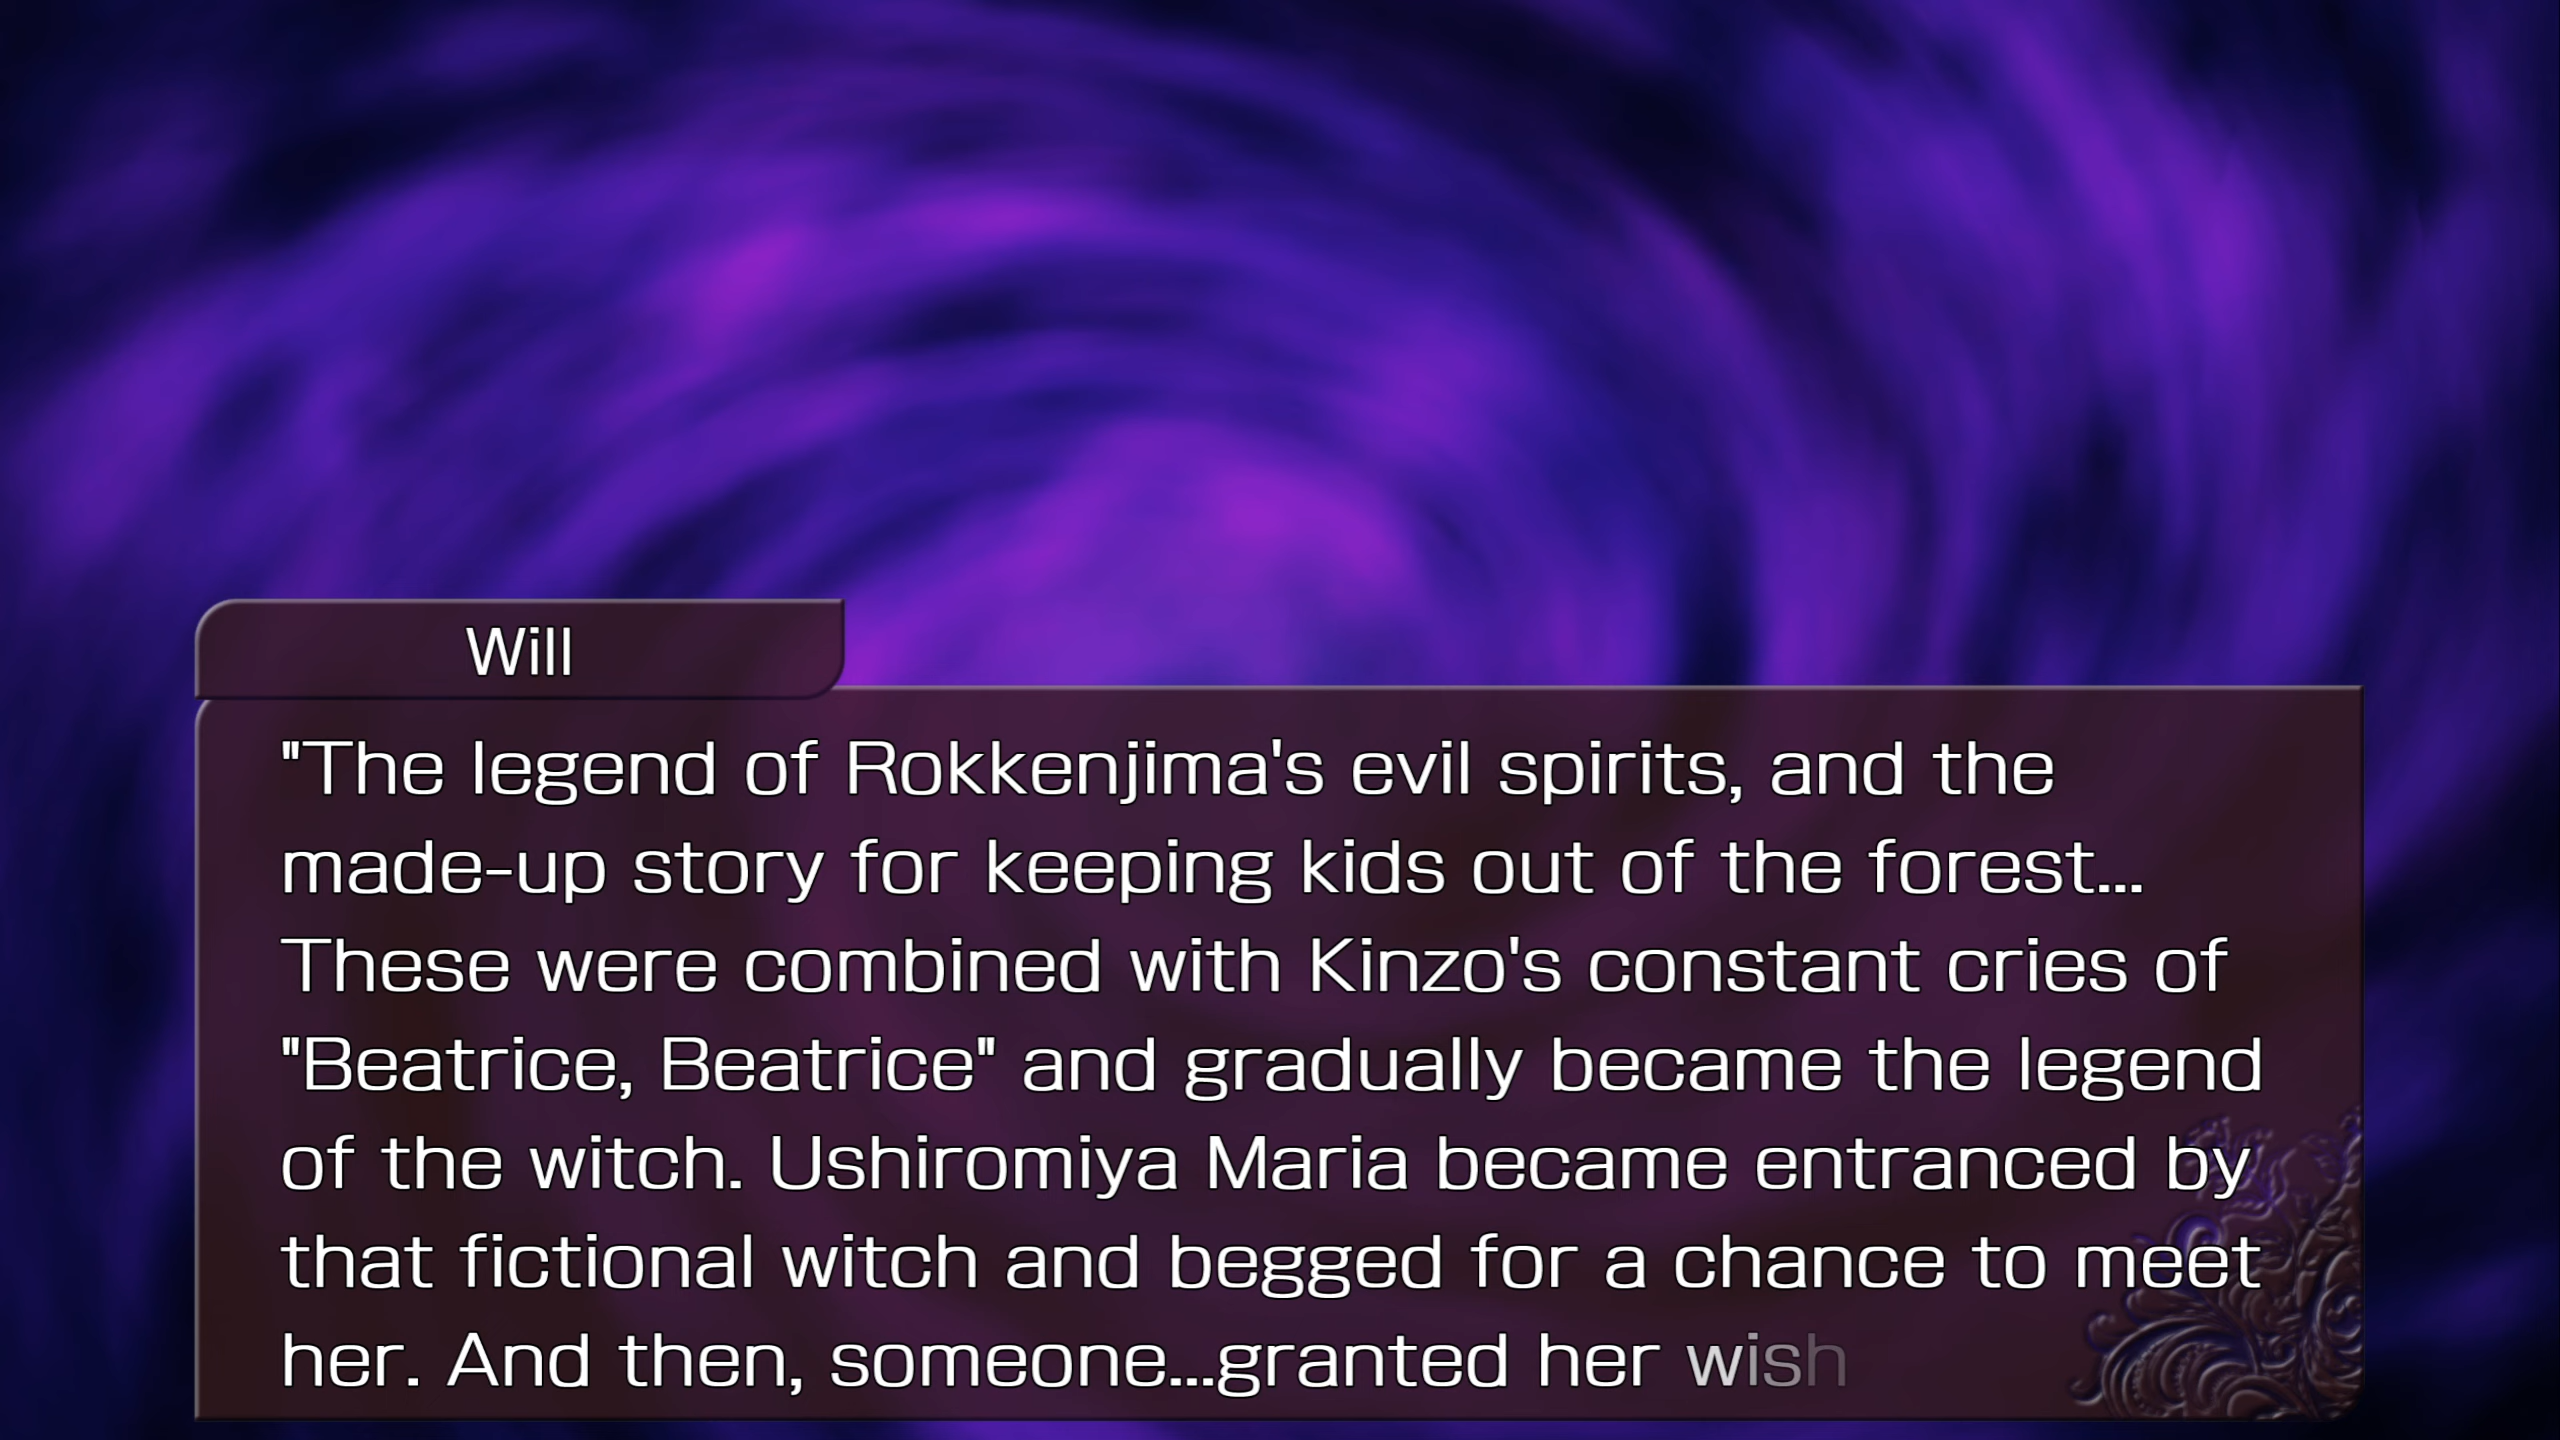 Will
"The legend of Rokkenjima's evil spirits, and the
made-up story for keeping kids out of the forest...
These were combined with Kinzo's constant cries of
"Beatrice, Beatrice" and gradually became the legend
of the witch. Ushiromiya Maria became entranced by
that fictional witch and begged for a chance to meet
her. And then, someone...granted her wish